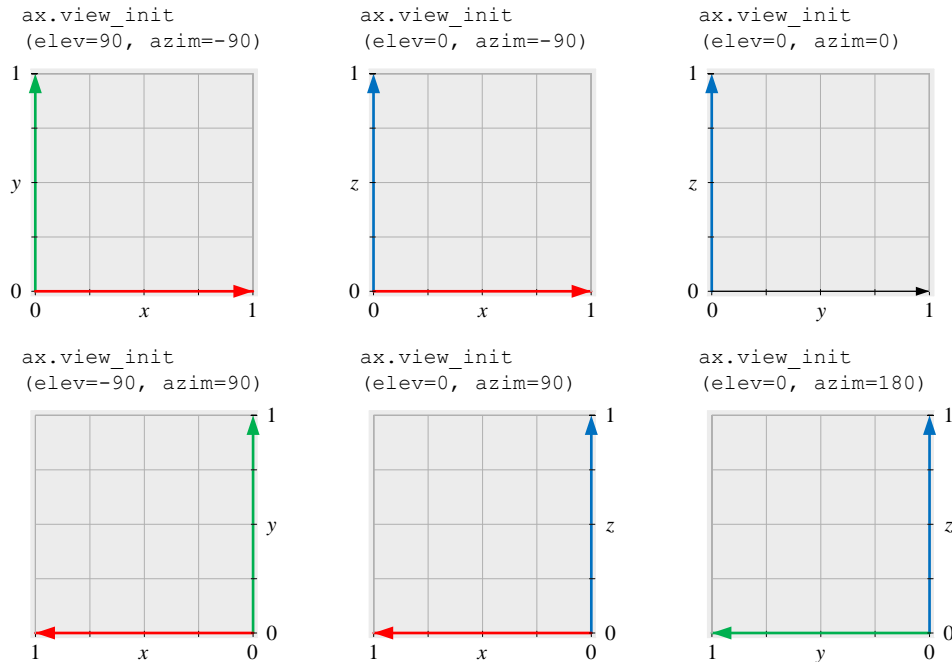 ax.view_init
(elev=90, azim=-90)
ax.view_init
(elev=0, azim=-90)
ax.view_init
(elev=0, azim=0)
1
y
0
0
x
1
1
z
0
0
x
1
1
z
0
0
y
1
ax.view_init
(elev=-90, azim=90)
ax.view_init
(elev=0, azim=90)
ax.view_init
(elev=0, azim=180)
1
y
0
1
x
0
1
z
0
1
x
0
1
z
0
1
y
0